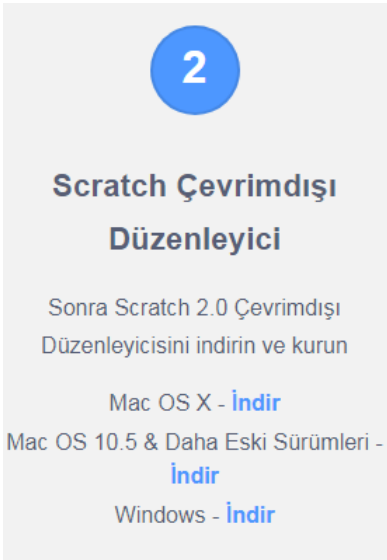 2
Scratch Çevrimdışı
Düzenleyici
Sonra Scratch 2.0 Çevrimdışı
Düzenleyicisini indirin ve kurun
Mac OS X - İndir
Mac OS 10.5 & Daha Eski Sürümleri -
İndir
Windows - İndir